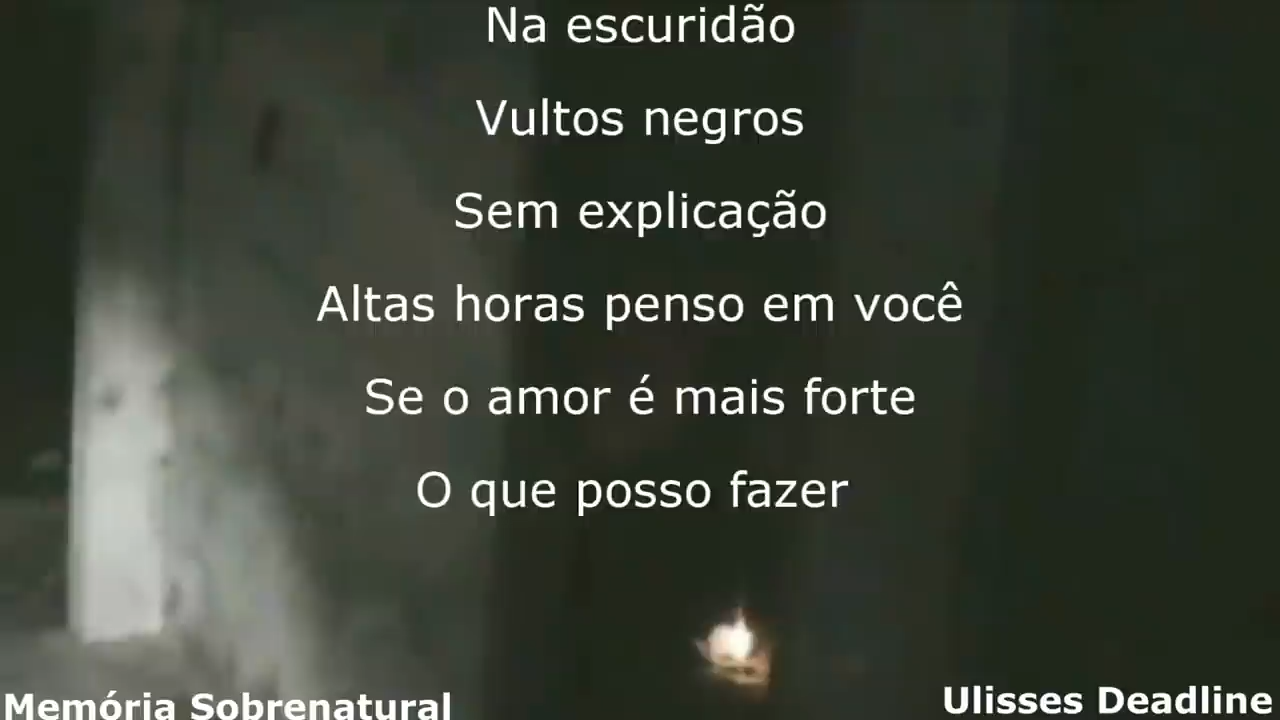 Na escuridão
Vultos negros
Sem explicação
Altas horas penso em você
Se o amor é mais forte
O que posso fazer
Memória Sobrenatural
Ulisses Deadline